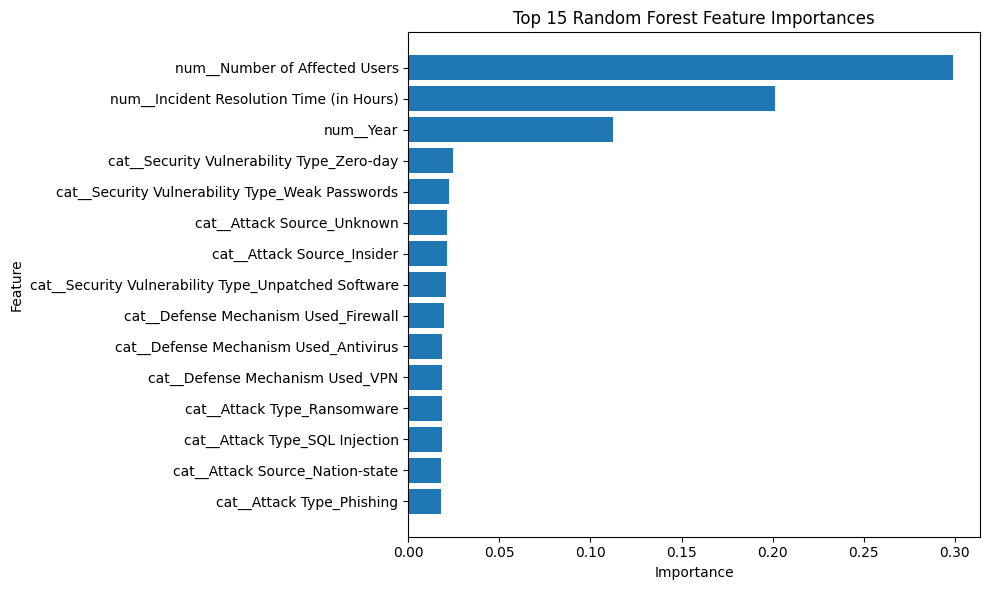 Top 15 Random Forest Feature Importances
Feature
num__Number of Affected Users
num__Incident Resolution Time (in Hours)
num__Year
cat__Security Vulnerability Type_Zero-day
cat__Security Vulnerability Type_Weak Passwords
cat__Attack Source_Unknown
cat__Attack Source_Insider
cat__Security Vulnerability Type_Unpatched Software
cat__Defense Mechanism Used_Firewall
cat__Defense Mechanism Used_Antivirus
cat__Defense Mechanism Used_VPN
cat__Attack Type_Ransomware
cat__Attack Type_SQL Injection
cat__Attack Source_Nation-state
cat__Attack Type_Phishing
0.00 0.05 0.10 0.15 0.20 0.25 0.30
Importance